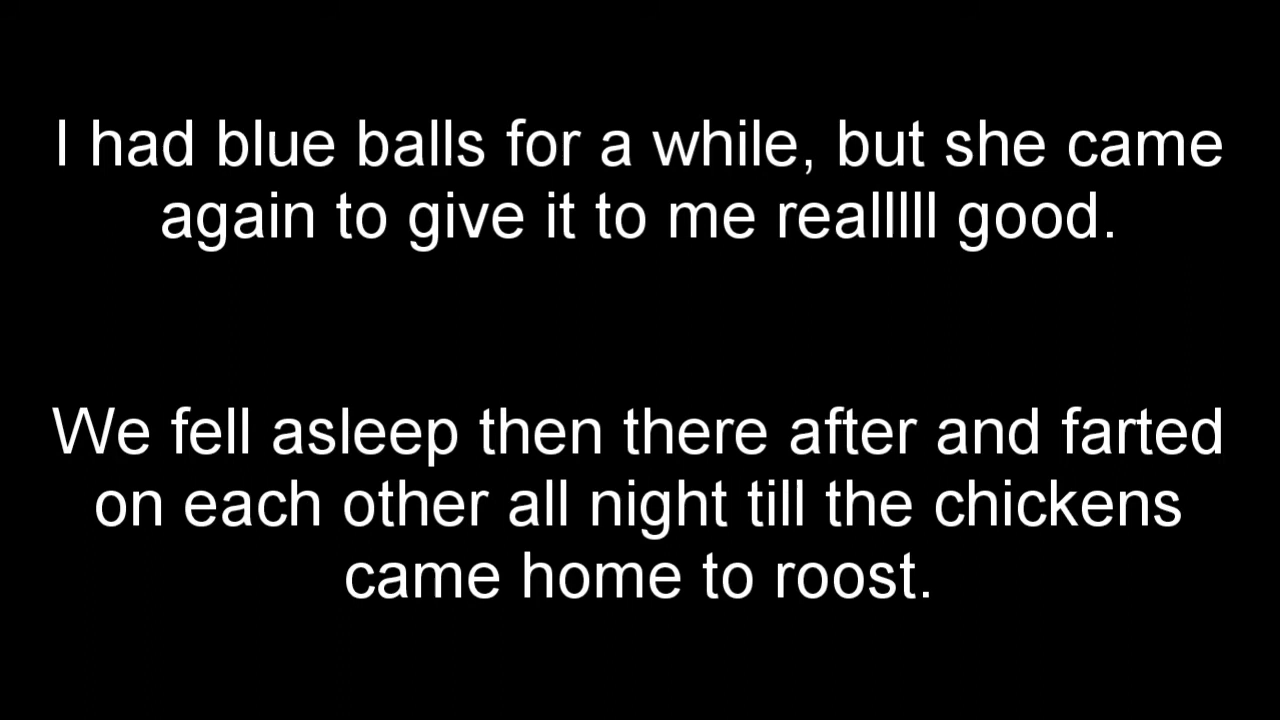 I had blue balls for a while, but she came
again to give it to me realllll good.
We fell asleep then there after and farted
on each other all night till the chickens
came home to roost.